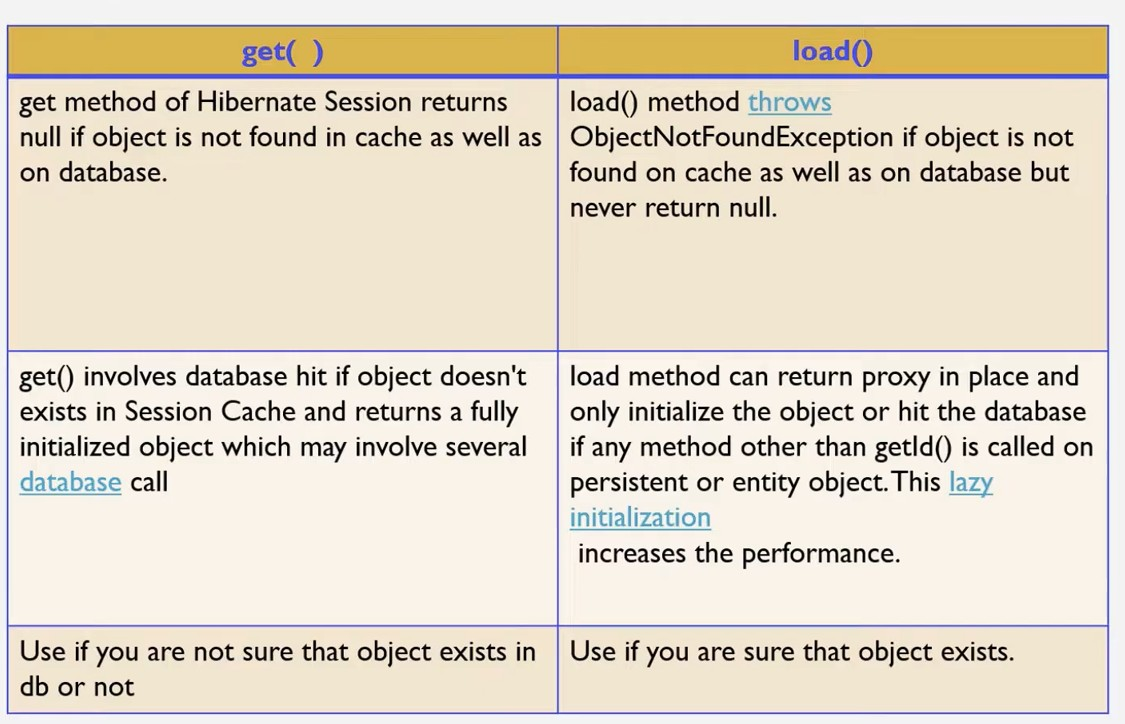 get(  )
load()
get method of Hibernate Session returns
null if object is not found in cache as well as
on database.
load() method throws
ObjectNotFoundException if object is not
found on cache as well as on database but
never return null.
get() involves database hit if object doesn't
exists in Session Cache and returns a fully
initialized object which may involve several
database call
load method can return proxy in place and
only initialize the object or hit the database
if any method other than getId() is called on
persistent or entity object. This lazy
initialization
increases the performance.
Use if you are not sure that object exists in
db or not
Use if you are sure that object exists.